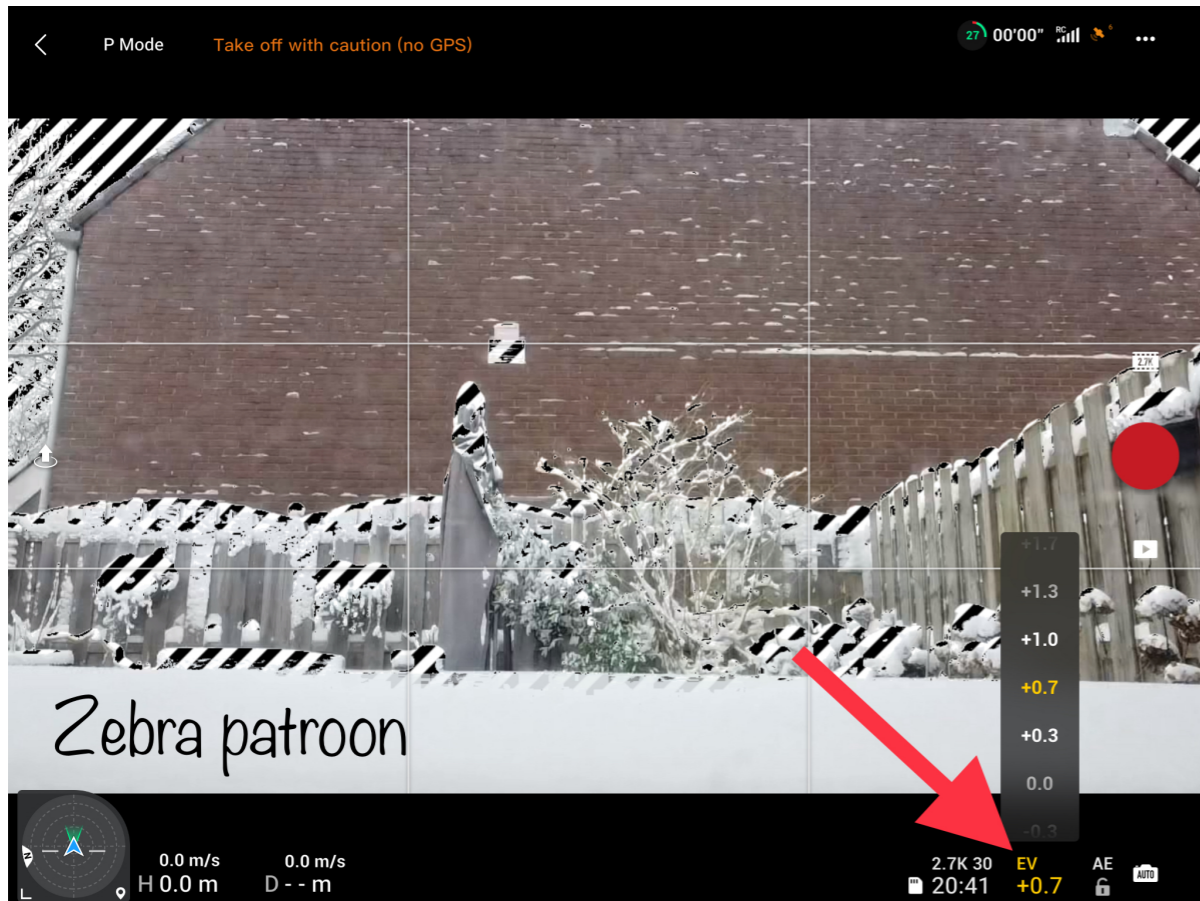 P Mode
Take off with caution (no GPS)
27
00'00"
RC
6
2.7K
+1.7
+1.3
+1.0
+0.7
+0.3
0.0
-0.3
Zebra patroon
N
0.0 m/s
0.0 m/s
H 0.0 m
D - - m
2.7K 30
20:41
EV
+0.7
AE
AUTO